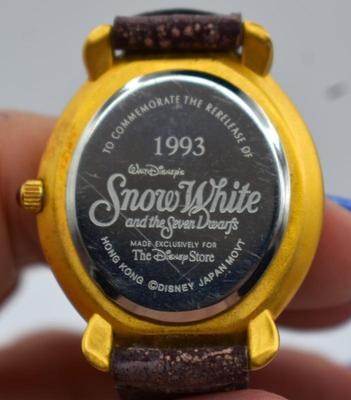 TO COMMEMORATE THE RERELEASE OF
1993
Walt Disney's
Snow White
and the Seven Dwarfs
MADE EXCLUSIVELY FOR
The Disney Store
HONG KONG ©DISNEY JAPAN MOVT